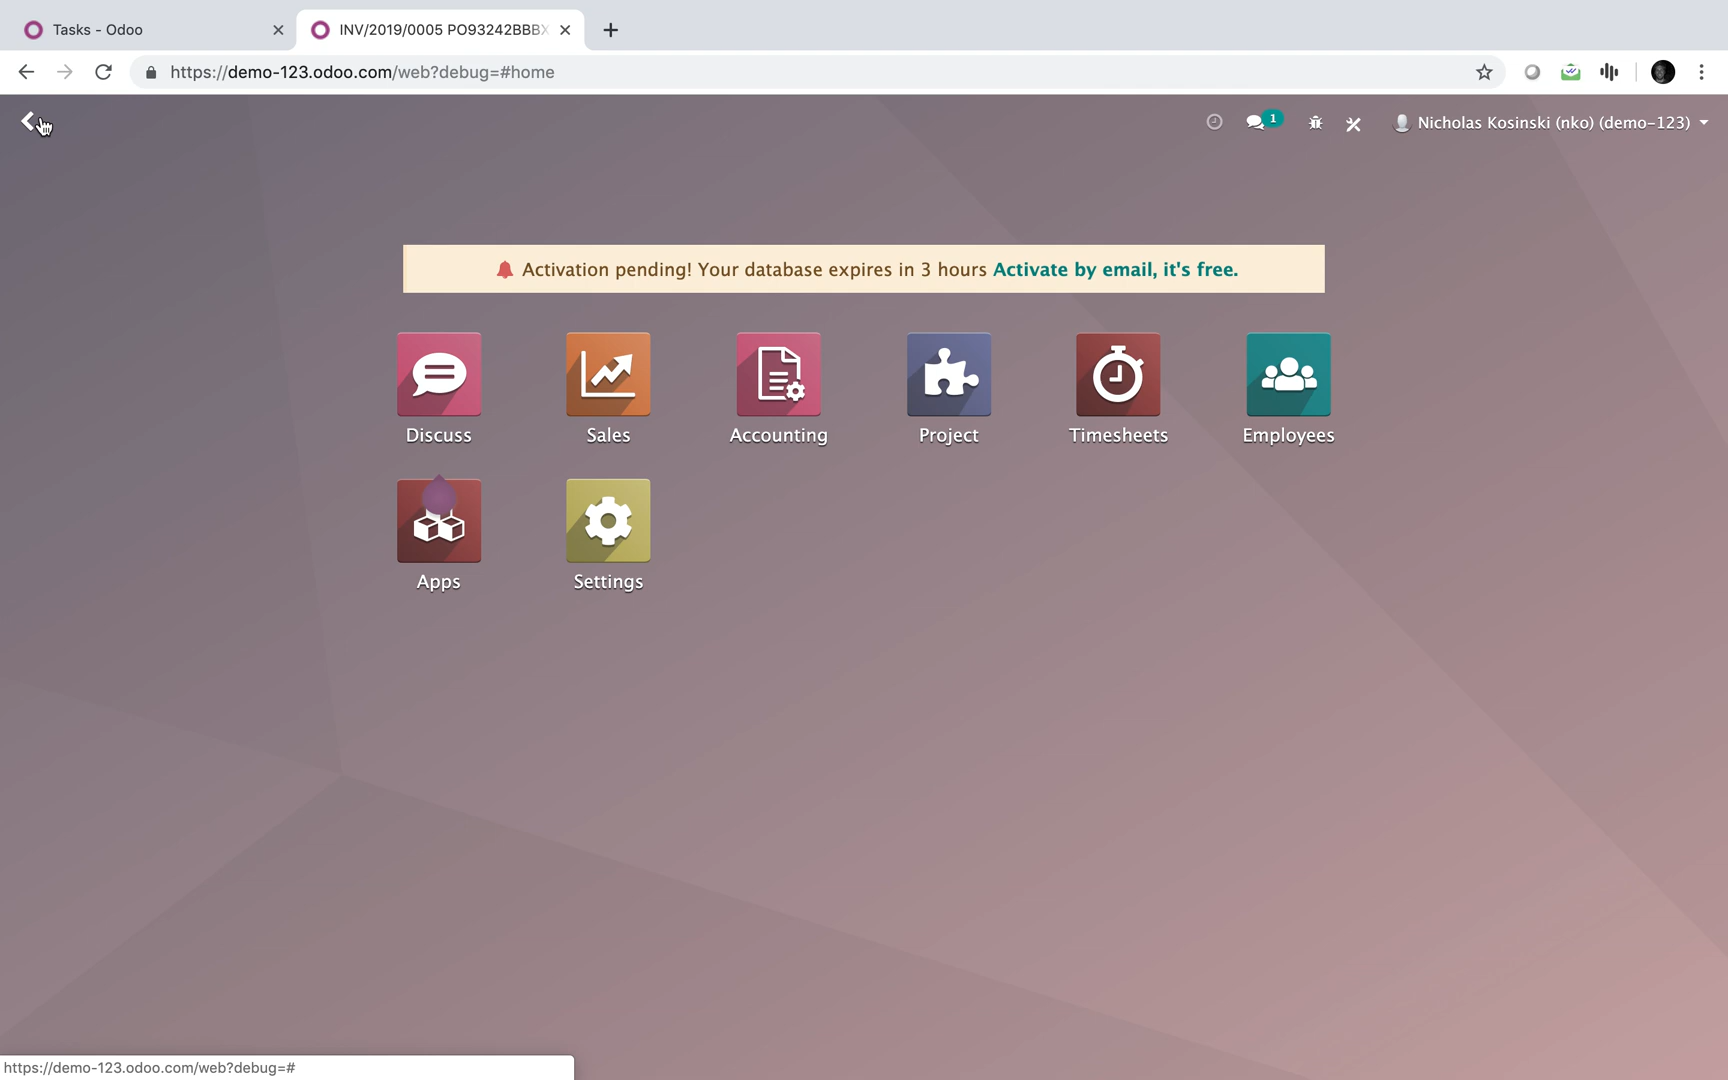 Tasks - Odoo
INV/2019/0005 PO93242BBBX
https://demo-123.odoo.com/web?debug=#home
1
Nicholas Kosinski (nko) (demo-123)
Activation pending! Your database expires in 3 hours Activate by email, it's free.
Discuss
Sales
Accounting
Project
Timesheets
Employees
Apps
Settings
https://demo-123.odoo.com/web?debug=#